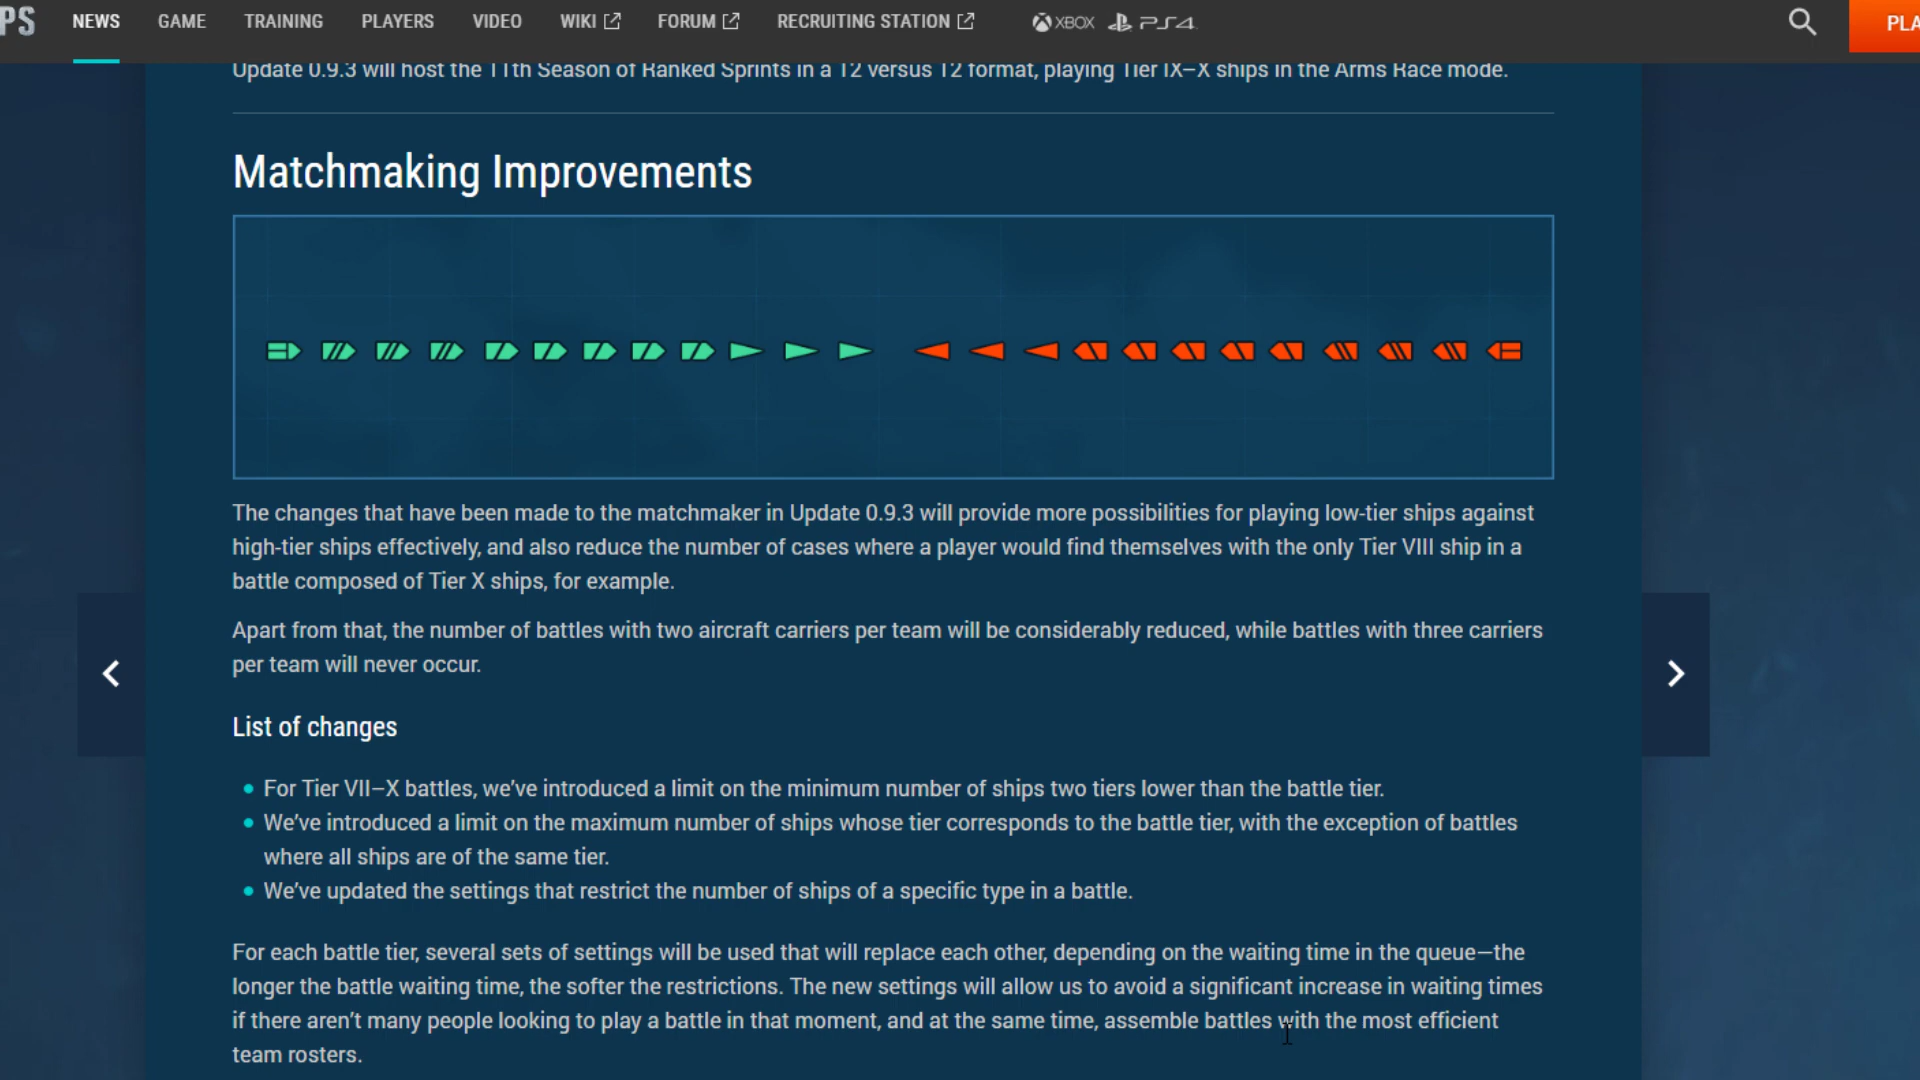 PS NEWS GAME TRAINING PLAYERS VIDEO WIKI FORUM RECRUITING STATION XBOX PS4 PLA
Update 0.9.3 will host the 11th Season of Ranked Sprints in a 12 versus 12 format, playing Tier IX–X ships in the Arms Race mode.
Matchmaking Improvements
The changes that have been made to the matchmaker in Update 0.9.3 will provide more possibilities for playing low-tier ships against
high-tier ships effectively, and also reduce the number of cases where a player would find themselves with the only Tier VIII ship in a
battle composed of Tier X ships, for example.
Apart from that, the number of battles with two aircraft carriers per team will be considerably reduced, while battles with three carriers
per team will never occur.
List of changes
For Tier VII–X battles, we've introduced a limit on the minimum number of ships two tiers lower than the battle tier.
We've introduced a limit on the maximum number of ships whose tier corresponds to the battle tier, with the exception of battles
where all ships are of the same tier.
We've updated the settings that restrict the number of ships of a specific type in a battle.
For each battle tier, several sets of settings will be used that will replace each other, depending on the waiting time in the queue—the
longer the battle waiting time, the softer the restrictions. The new settings will allow us to avoid a significant increase in waiting times
if there aren't many people looking to play a battle in that moment, and at the same time, assemble battles with the most efficient
team rosters.